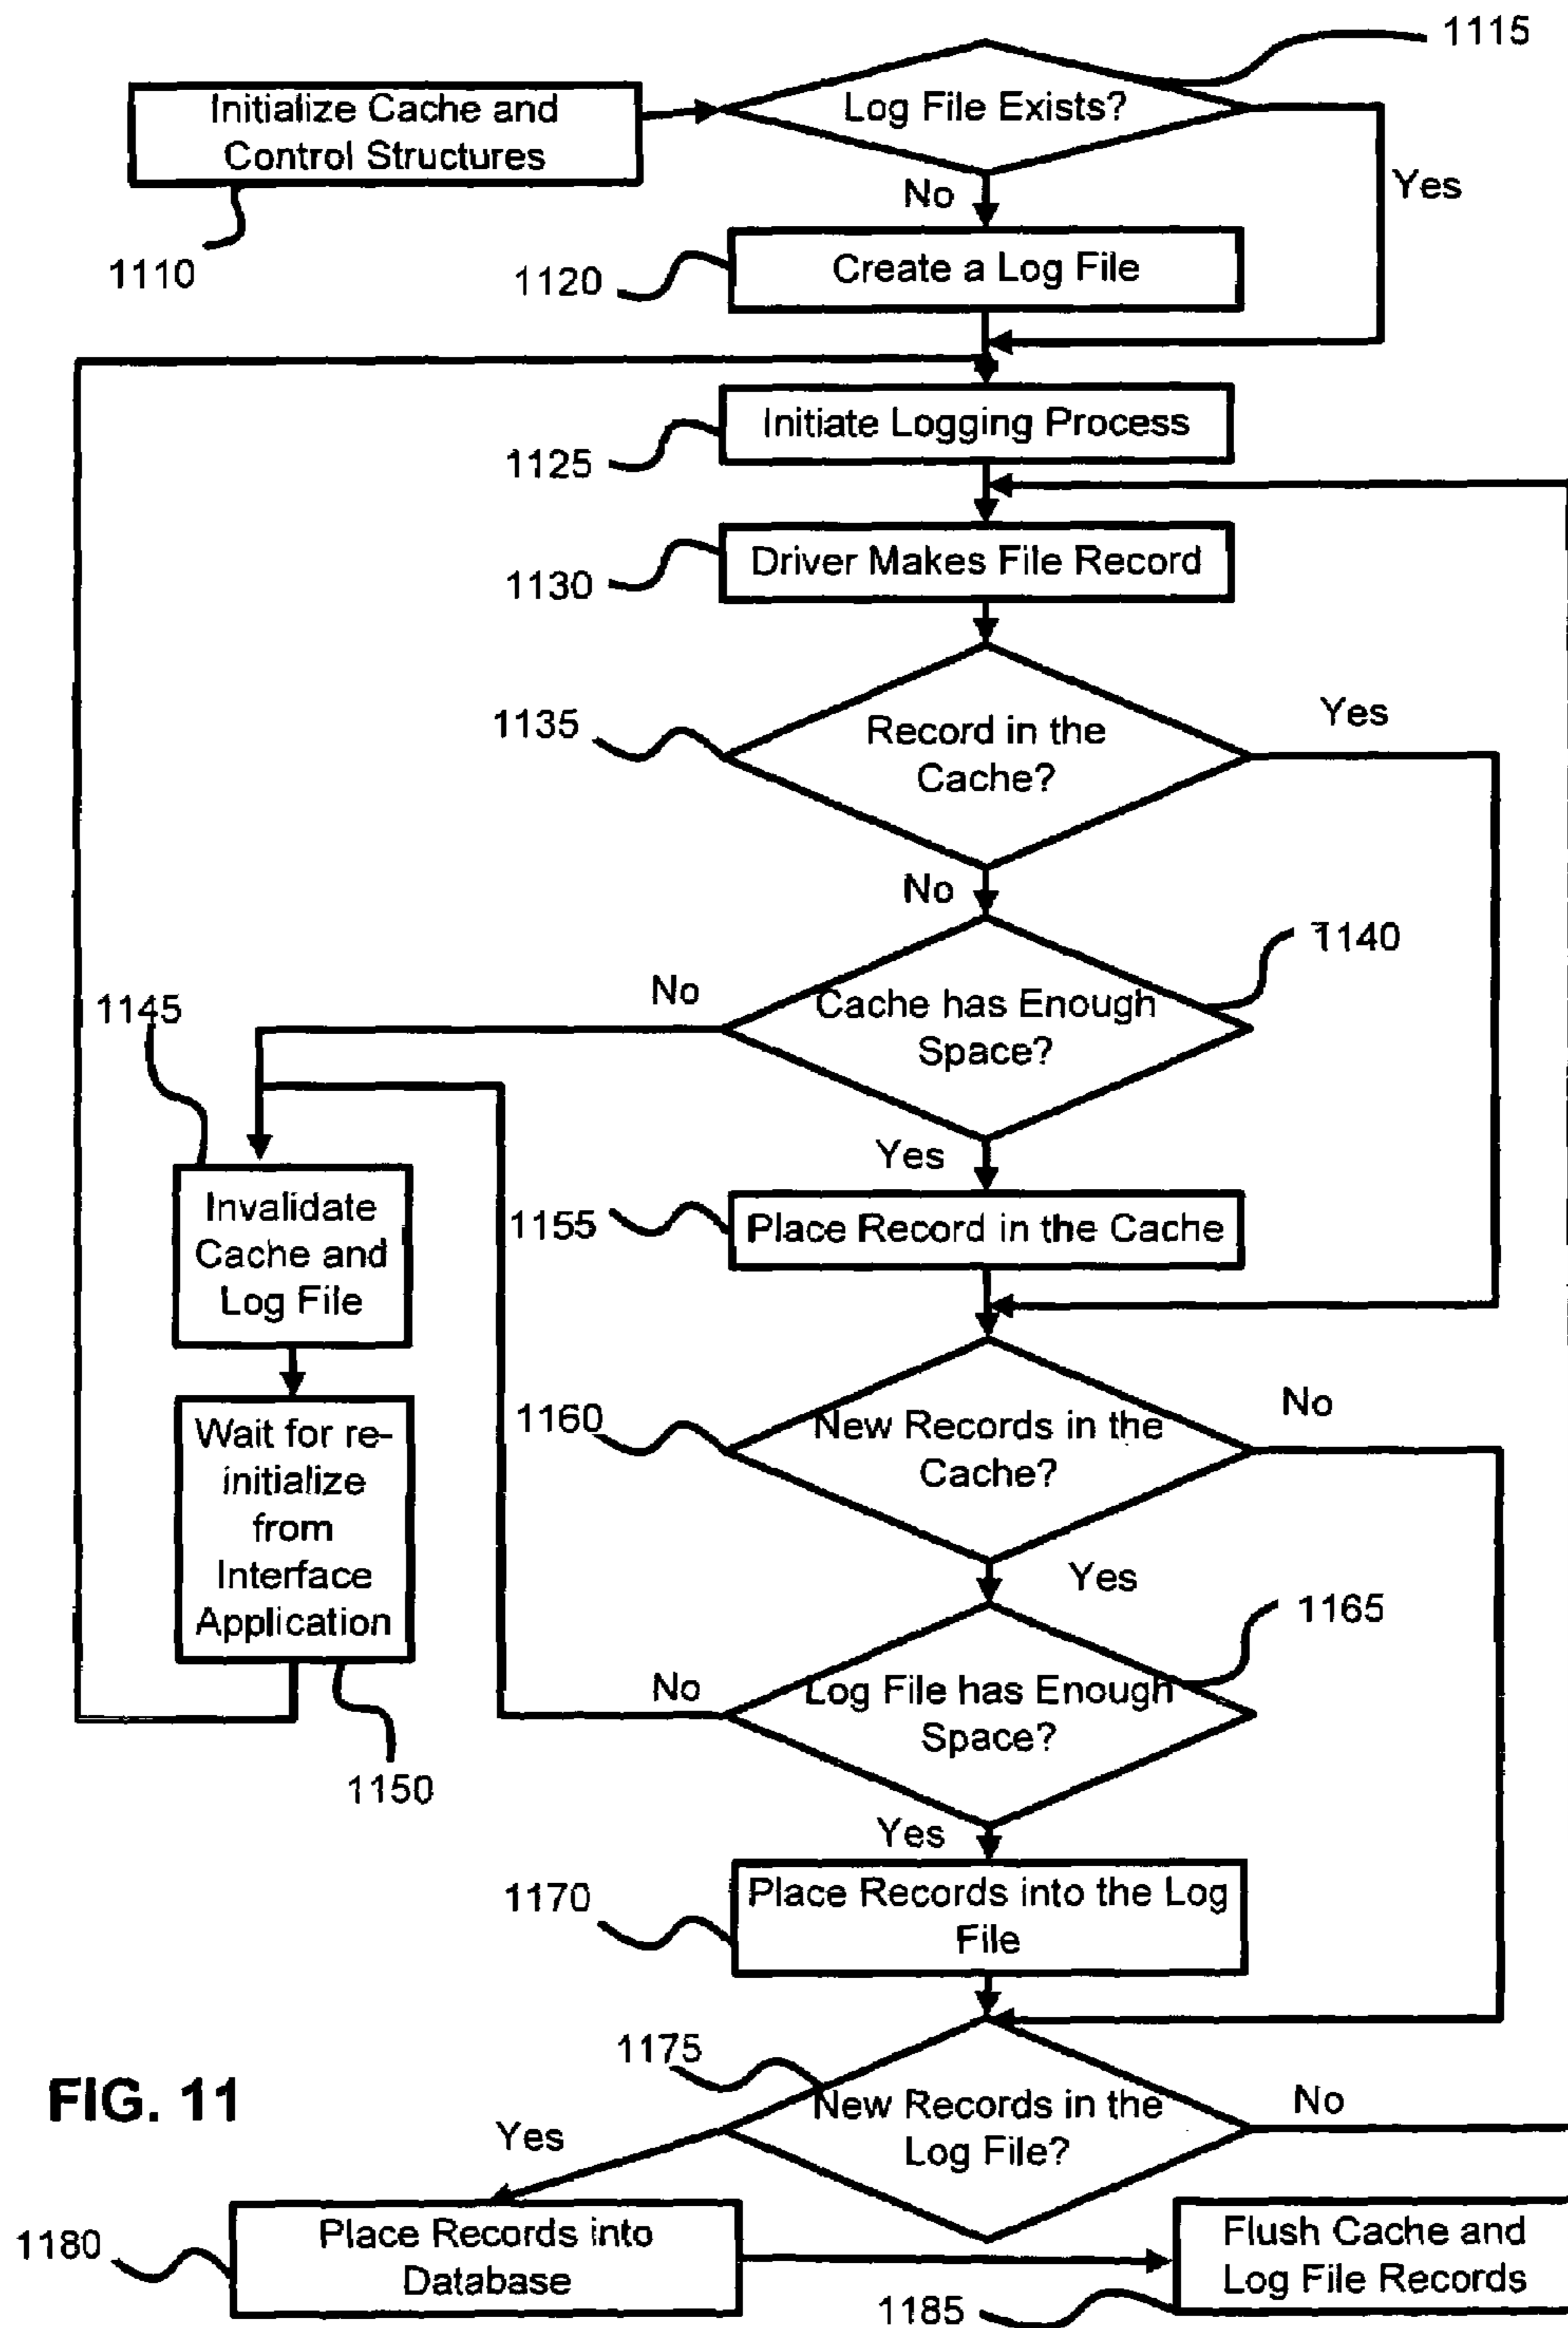 1115
Initialize Cache and
Control Structures
Log File Exists?
Yes
No
1110
1120
Create a Log File
Initiate Logging Process
1125
Driver Makes File Record
1130
1135
Record in the
Cache?
Yes
No
1140
No
Cache has Enough
Space?
1145
Yes
Invalidate
Cache and
Log File
1155
Place Record in the Cache
Wait for re-
initialize
from
Interface
Application
1160
New Records in the
Cache?
No
Yes
1165
No
Log File has Enough
Space?
1150
Yes
1170
Place Records into the Log
File
1175
FIG. 11
New Records in the
Log File?
No
Yes
1180
Place Records into
Database
Flush Cache and
Log File Records
1185